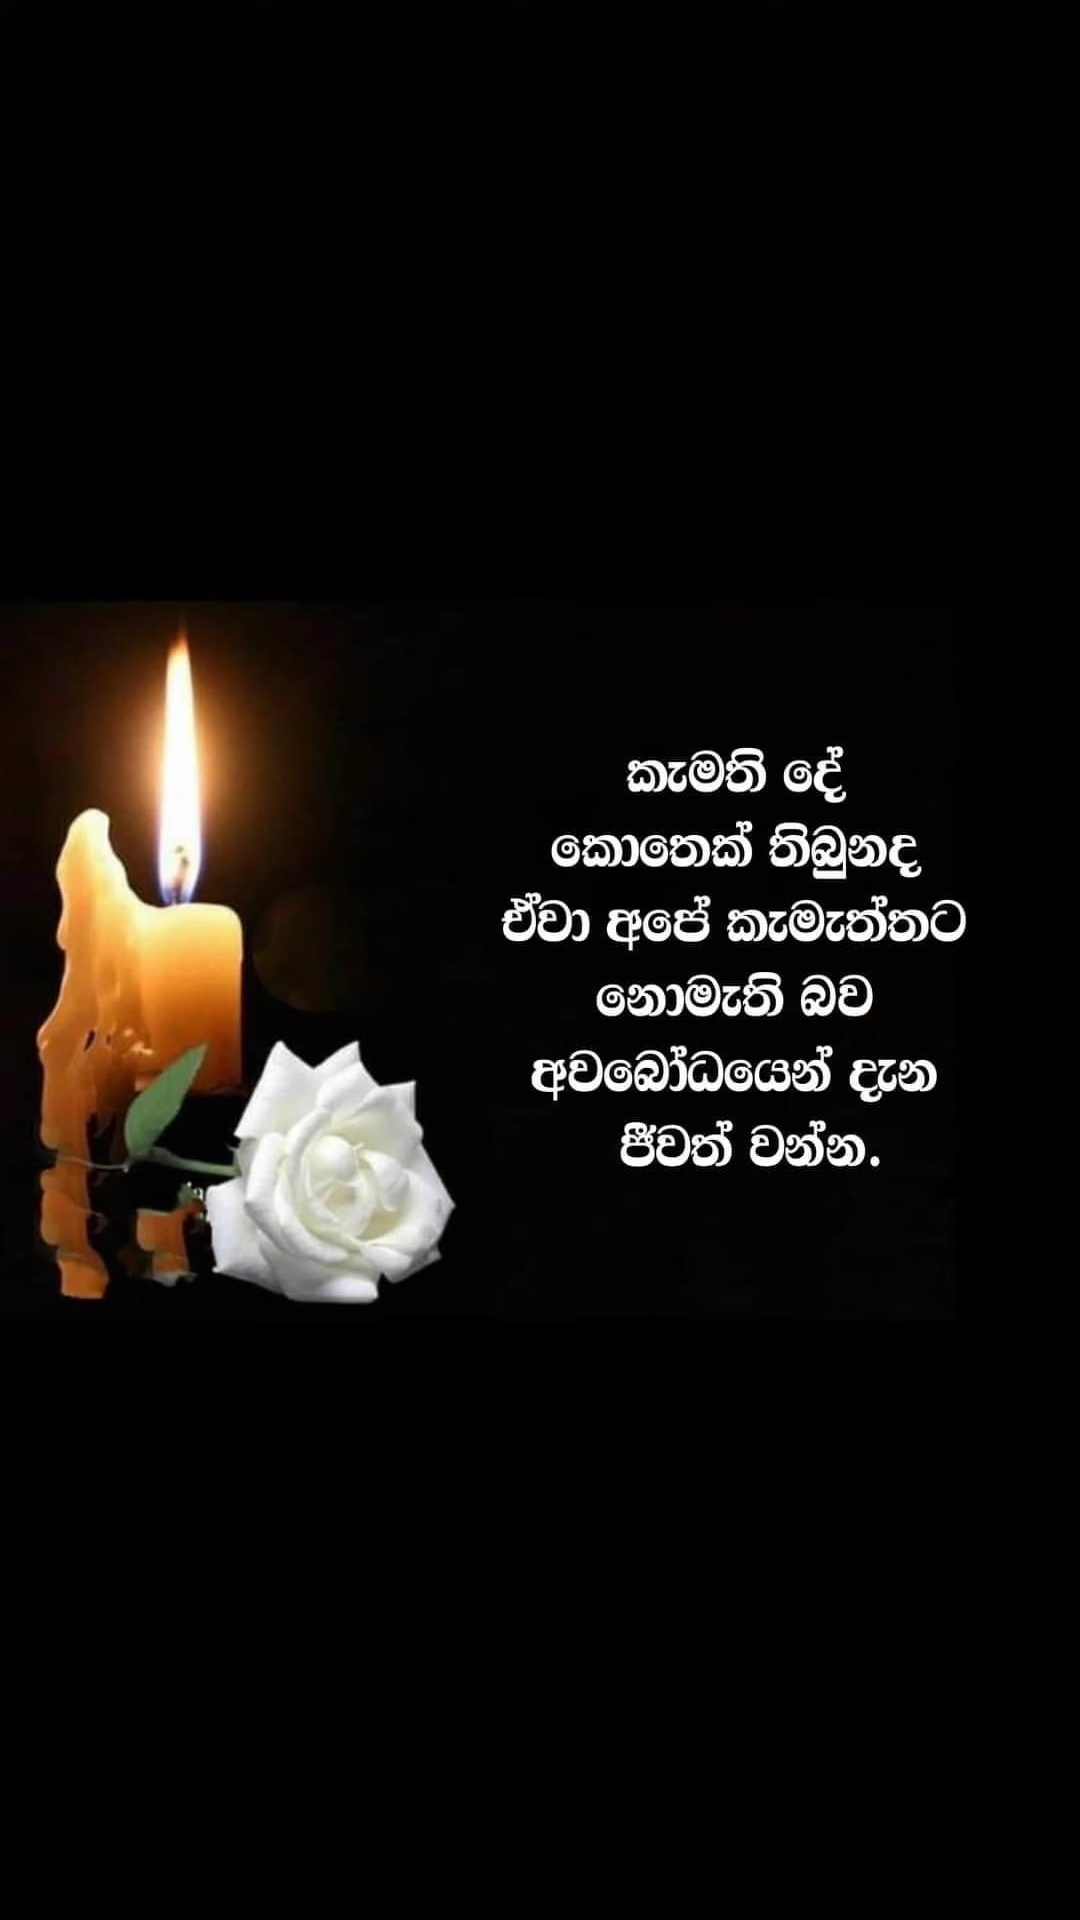 කැමති දේ
කොතෙක් තිබුනද
ඒවා අපේ කැමැත්තට
නොමැති බව
අවබෝධයෙන් දැන
ජීවත් වන්න.